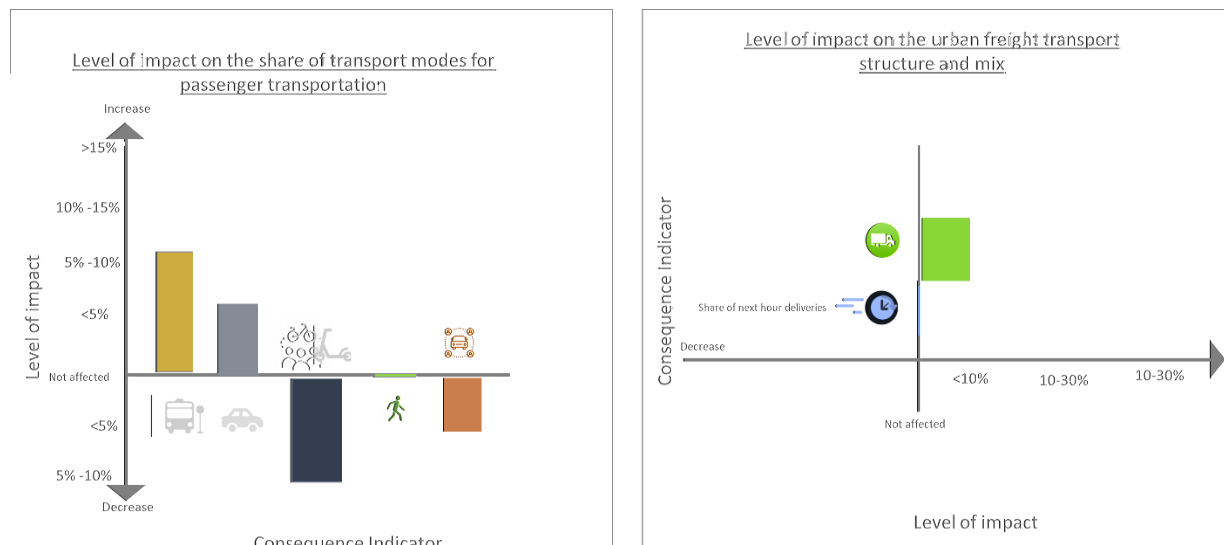 Level of impact on the share of transport modes for
passenger transportation
Increase
>15%
10% -15%
5% -10%
<5%
Not affected
<5%
5% -10%
Decrease
Level of impact
Consequence Indicator
Level of impact on the urban freight transport
structure and mix
Consequence Indicator
Share of next hour deliveries
Decrease
<10%
10-30%
10-30%
Not affected
Level of impact